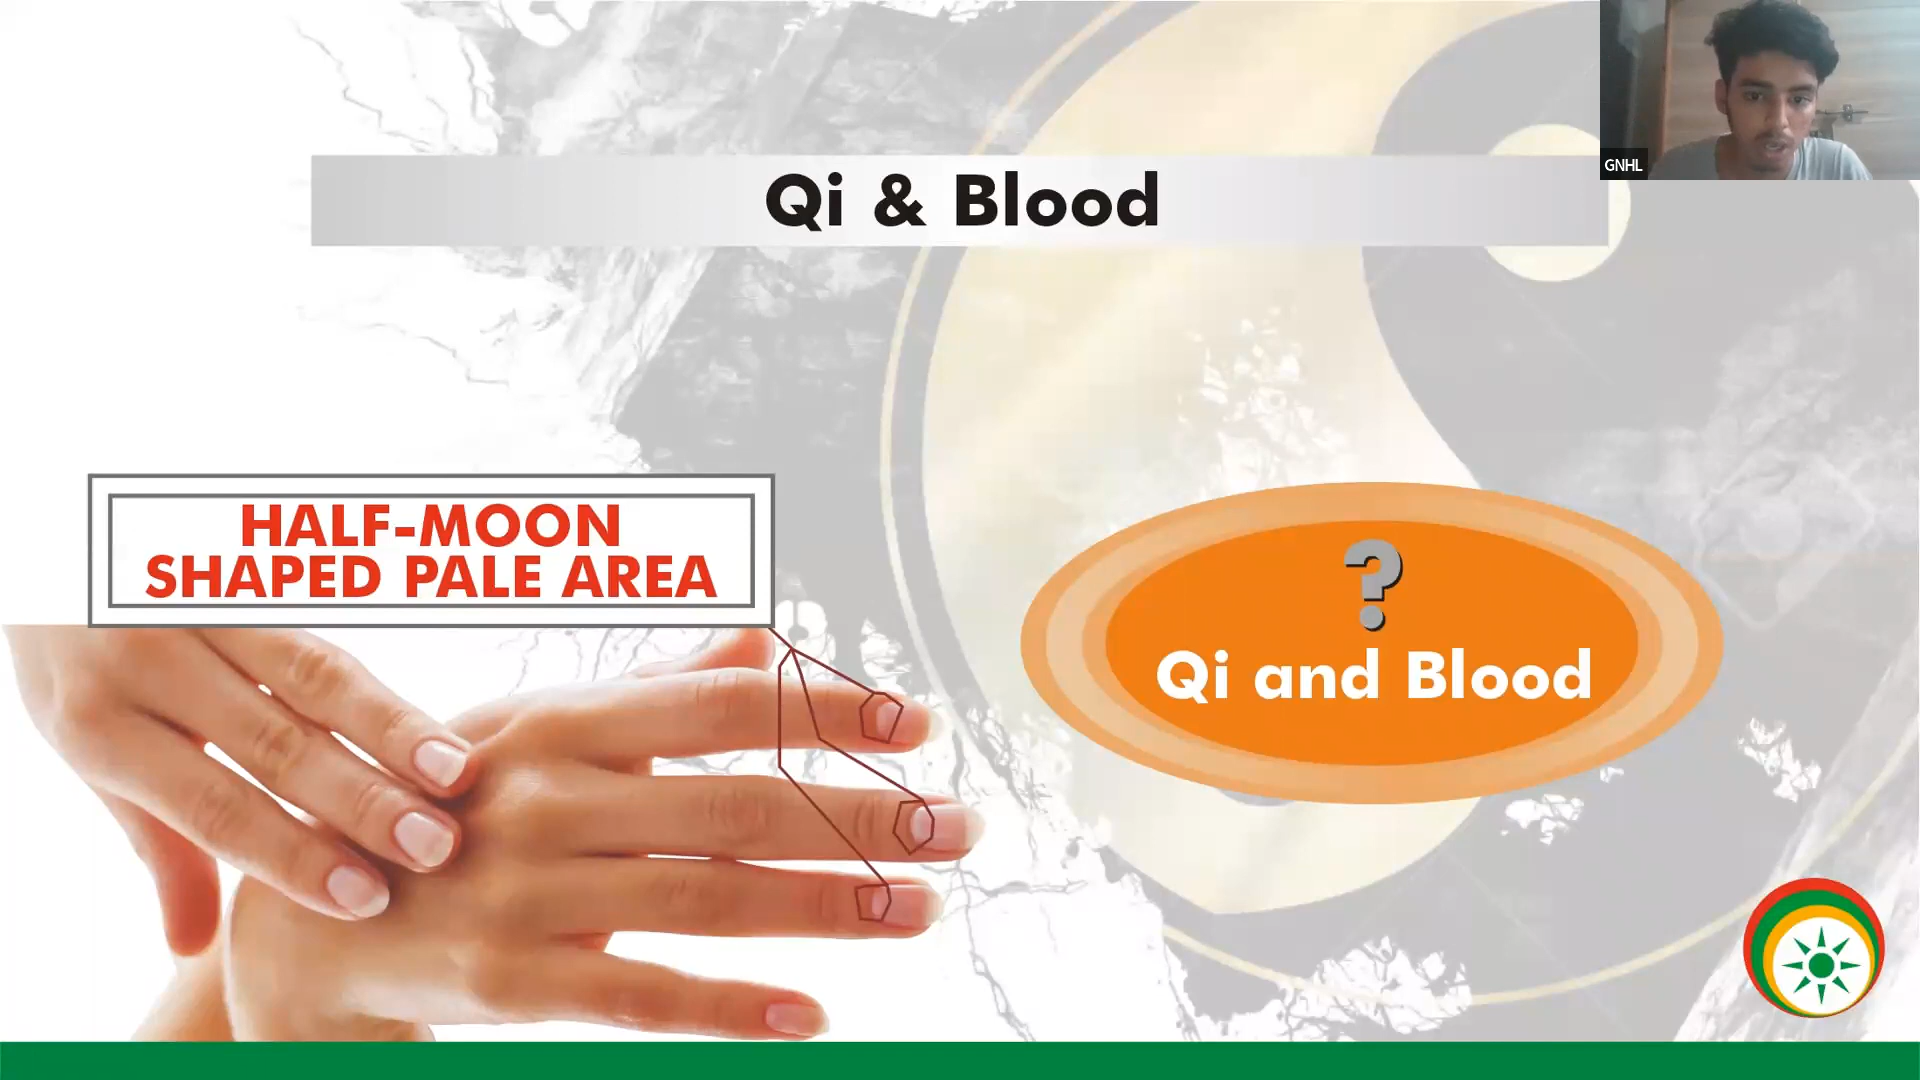 GNHL
Qi & Blood
HALF-MOON
SHAPED PALE AREA
?
Qi and Blood